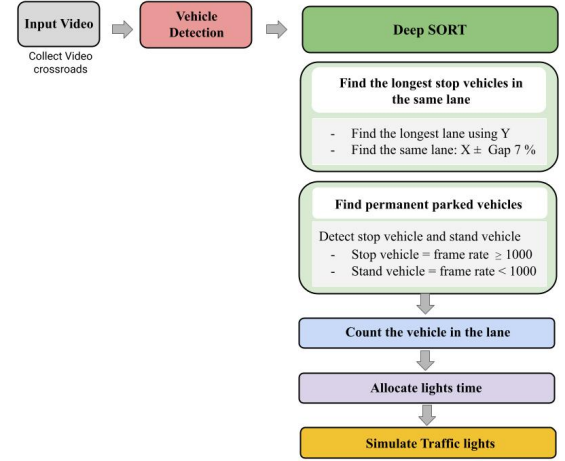 Input Video
Collect Video
crossroads
Vehicle
Detection
Deep SORT
Find the longest stop vehicles in
the same lane
- Find the longest lane using Y
- Find the same lane: X ± Gap 7 %
Find permanent parked vehicles
Detect stop vehicle and stand vehicle
- Stop vehicle = frame rate ≥ 1000
- Stand vehicle = frame rate < 1000
Count the vehicle in the lane
Allocate lights time
Simulate Traffic lights